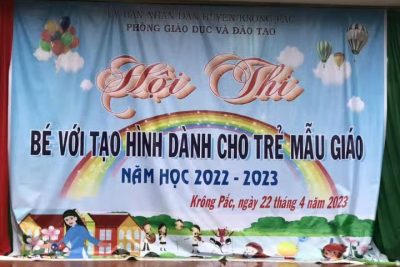 ỦY BAN NHÂN DÂN HUYỆN KRÔNG PẮC
PHÒNG GIÁO DỤC VÀ ĐÀO TẠO
Hội Thi
BÉ VỚI TẠO HÌNH DÀNH CHO TRẺ MẪU GIÁO
NĂM HỌC 2022 - 2023
Krông Pắc, ngày 22 tháng 4 năm 2023